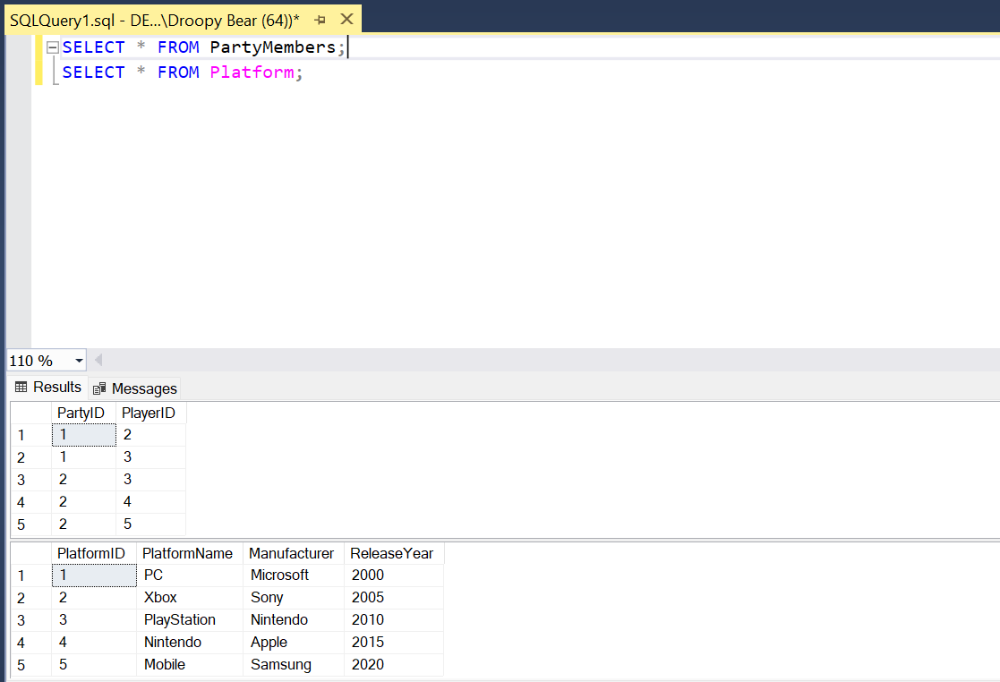 SQLQuery1.sql - DE...\Droopy Bear (64))*
SELECT * FROM PartyMembers;
SELECT * FROM Platform;
110 %
Results Messages
PartyID PlayerID
1 1 2
2 1 3
3 2 3
4 2 4
5 2 5
PlatformID PlatformName Manufacturer ReleaseYear
1 1 PC Microsoft 2000
2 2 Xbox Sony 2005
3 3 PlayStation Nintendo 2010
4 4 Nintendo Apple 2015
5 5 Mobile Samsung 2020